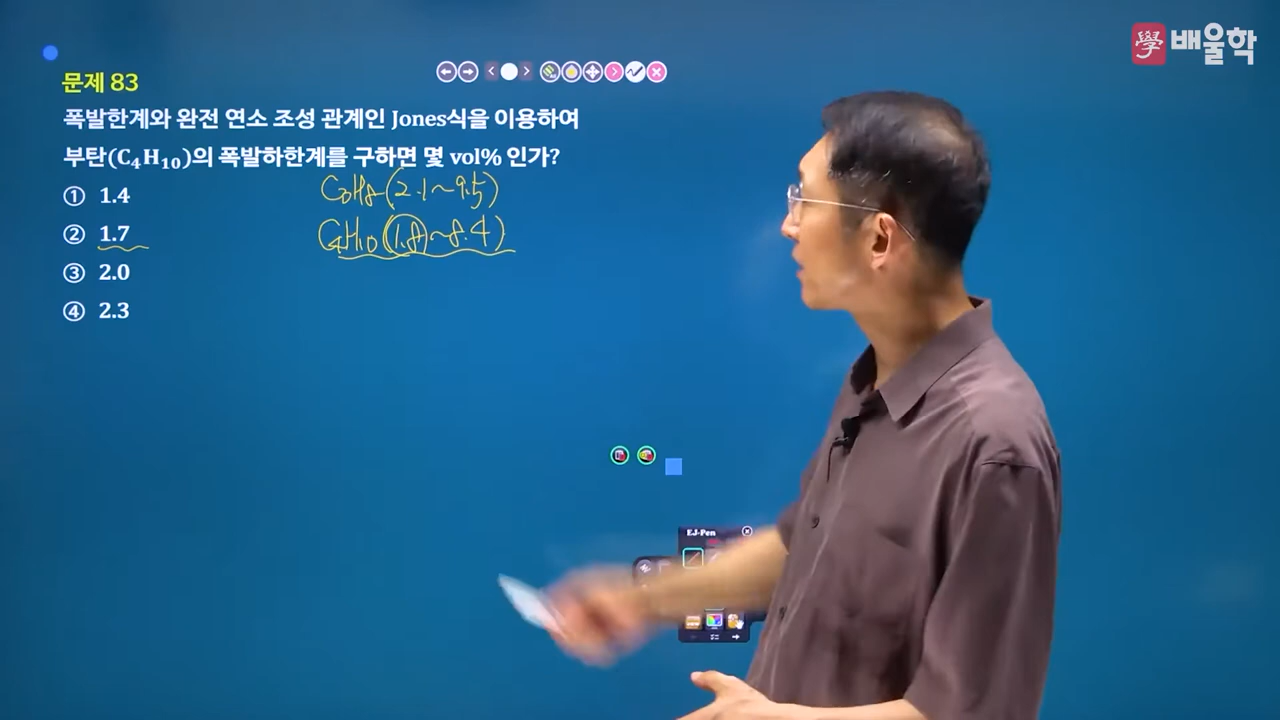 學 배울학
문제 83
폭발한계와 완전 연소 조성 관계인 Jones식을 이용하여
부탄(C₄H₁₀)의 폭발하한계를 구하면 몇 vol% 인가?
① 1.4
② 1.7
③ 2.0
④ 2.3
C₃H₈(2.1~9.5)
C₄H₁₀(1.8~8.4)
EJ-Pen